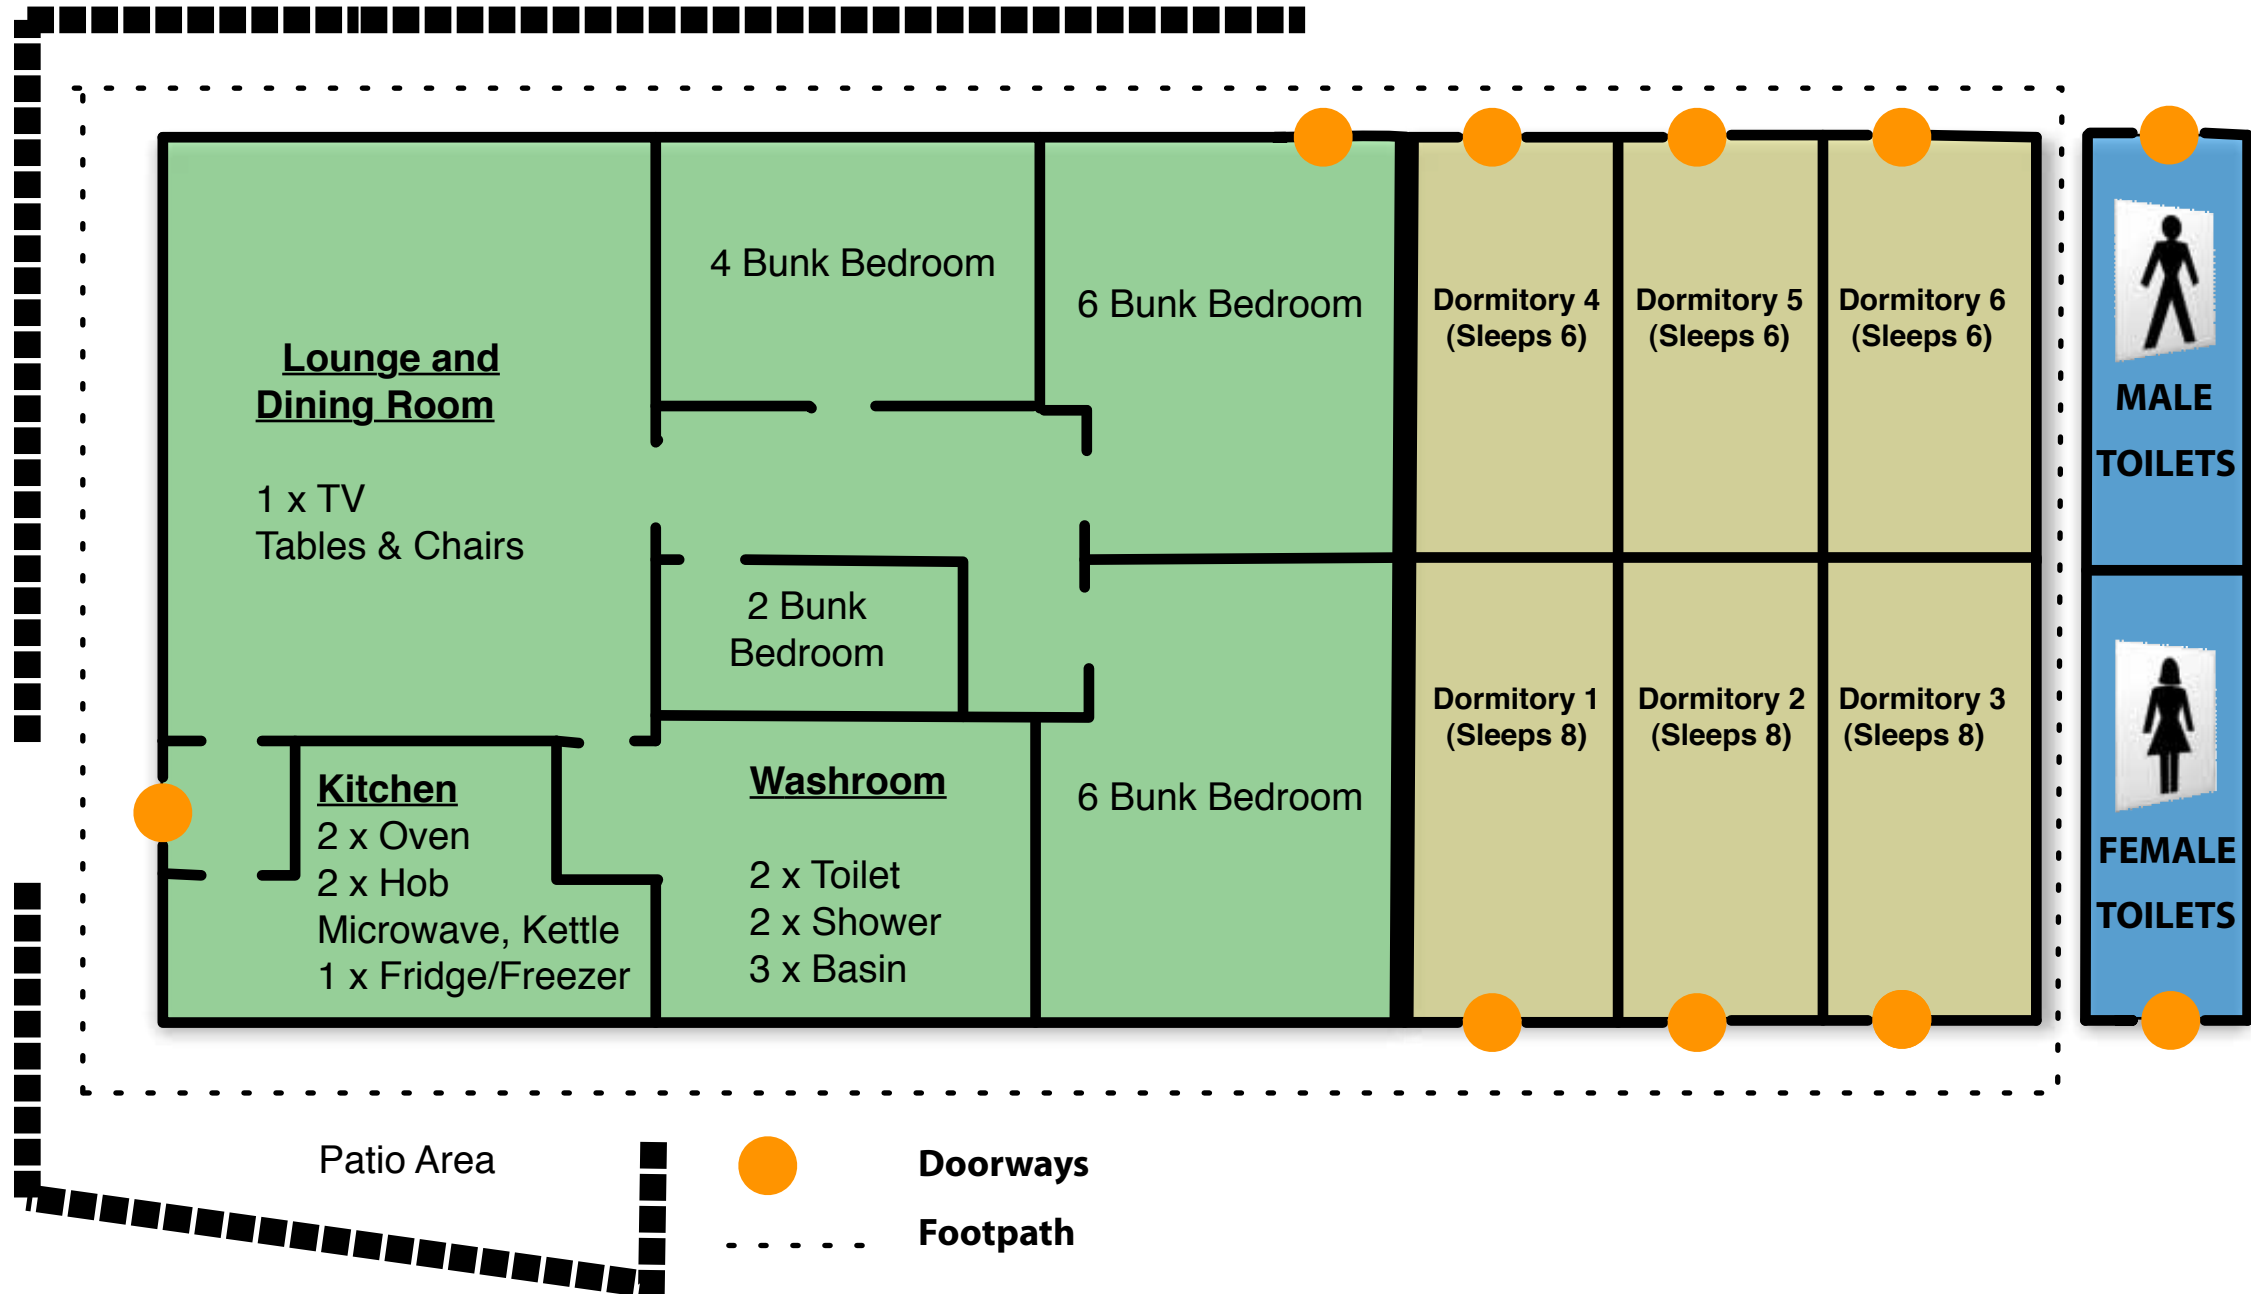 4 Bunk Bedroom
6 Bunk Bedroom
Lounge and
Dining Room
1 x TV
Tables & Chairs
2 Bunk
Bedroom
Kitchen
2 x Oven
2 x Hob
Microwave, Kettle
1 x Fridge/Freezer
Washroom
2 x Toilet
2 x Shower
3 x Basin
6 Bunk Bedroom
Dormitory 4
(Sleeps 6)
Dormitory 5
(Sleeps 6)
Dormitory 6
(Sleeps 6)
Dormitory 1
(Sleeps 8)
Dormitory 2
(Sleeps 8)
Dormitory 3
(Sleeps 8)
MALE
TOILETS
FEMALE
TOILETS
Patio Area
Doorways
Footpath